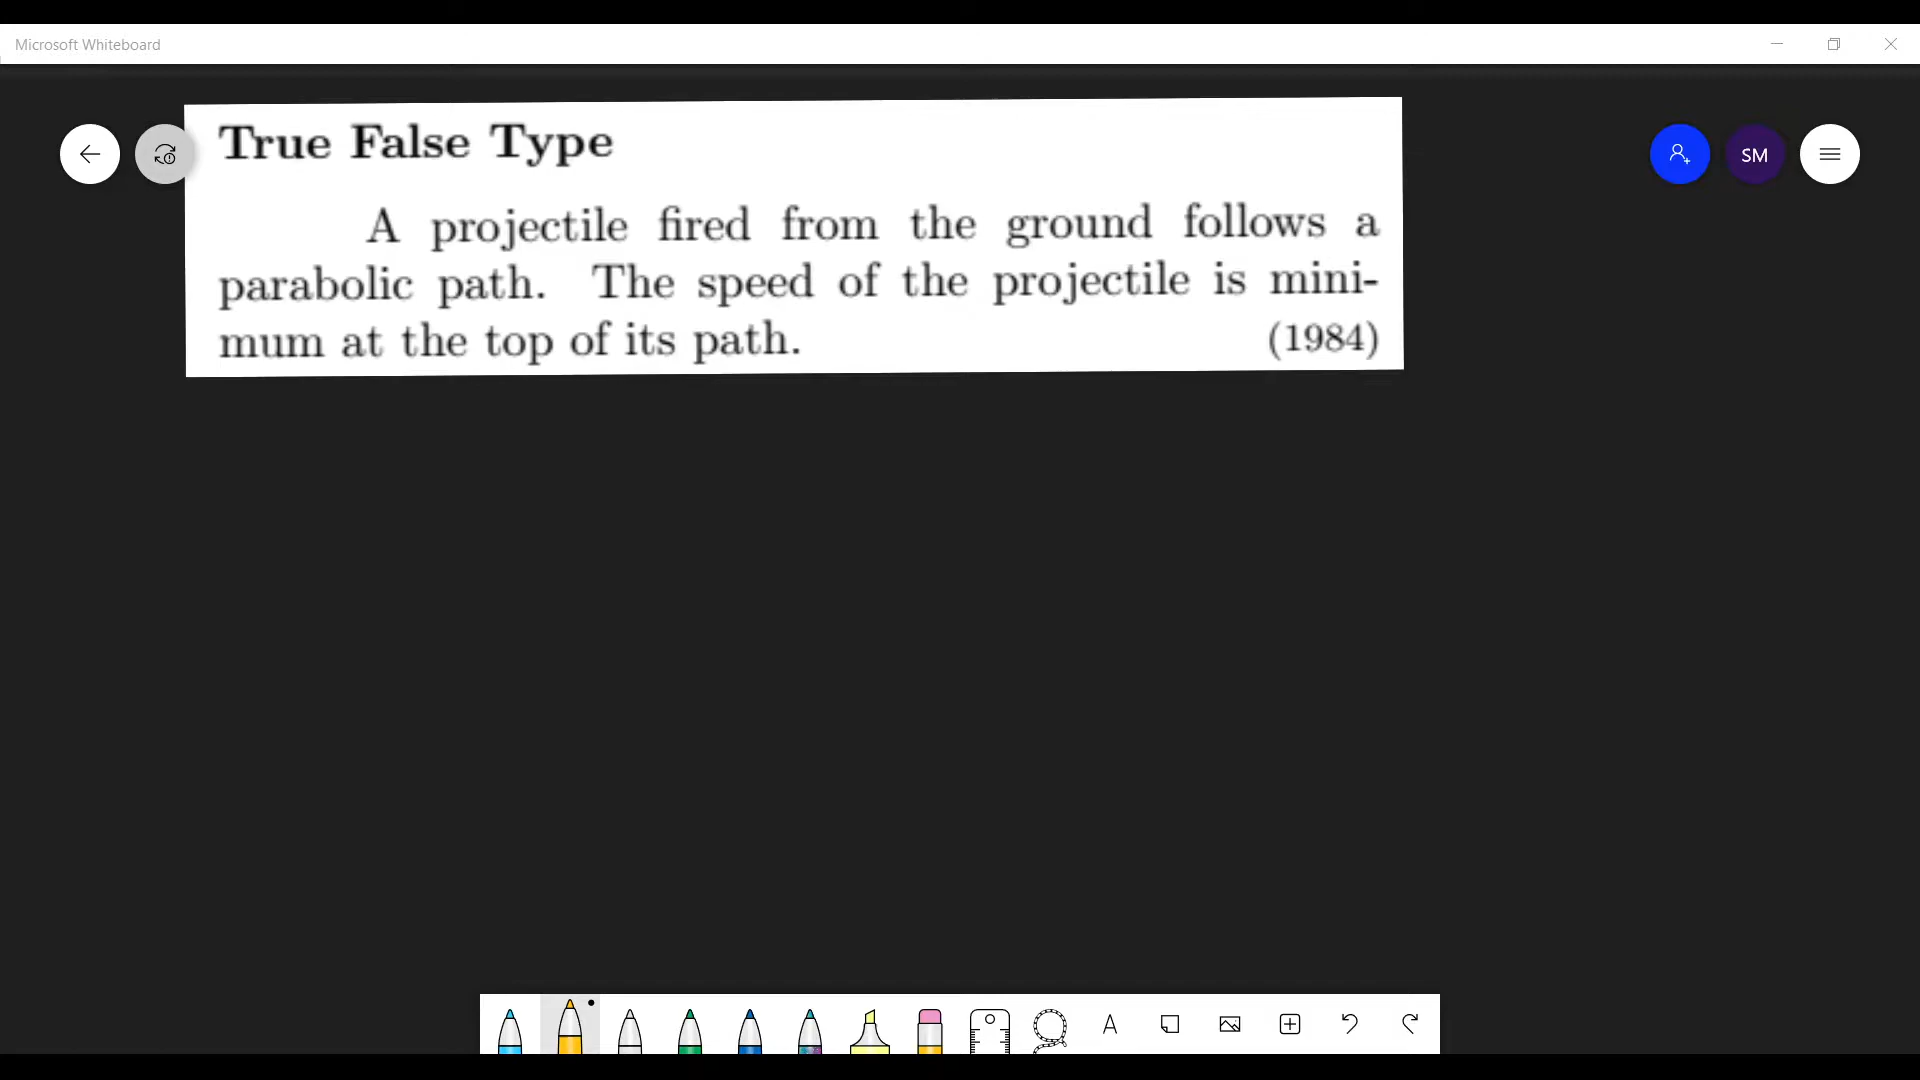 Microsoft Whiteboard
True False Type
SM
A projectile fired from the ground follows a
parabolic path. The speed of the projectile is mini-
mum at the top of its path. (1984)
A